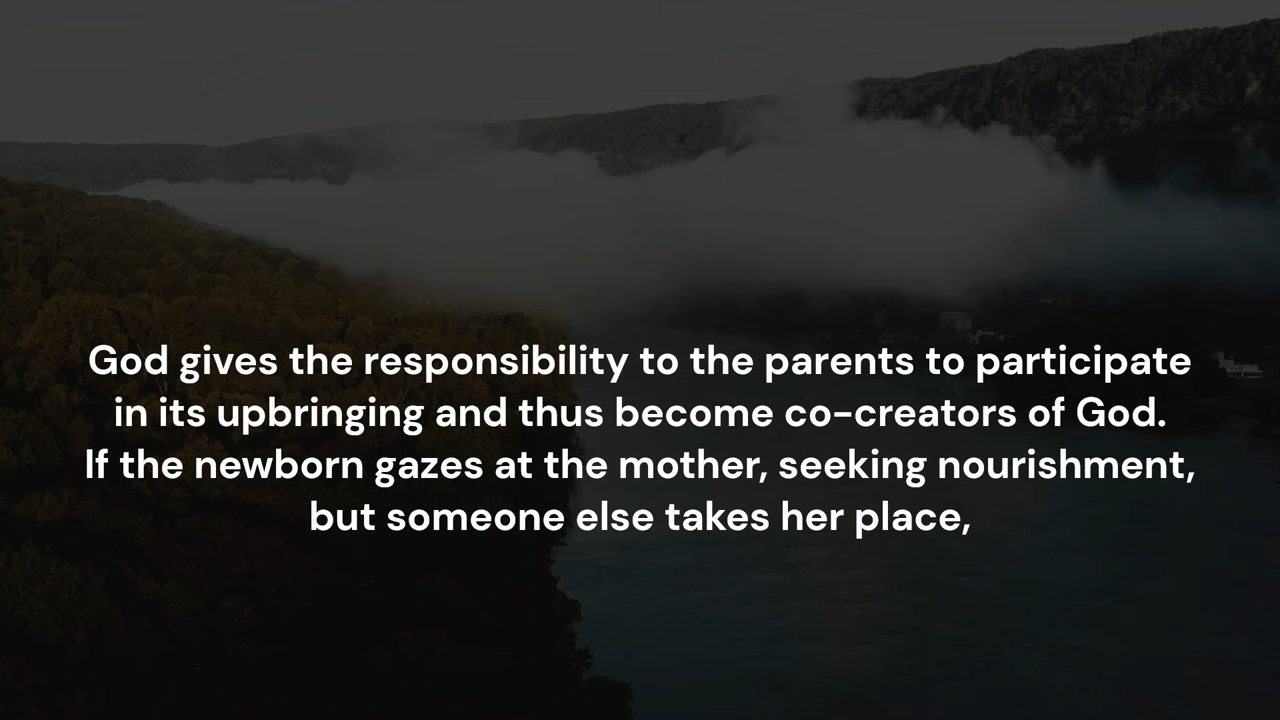 God gives the responsibility to the parents to participate
in its upbringing and thus become co-creators of God.
If the newborn gazes at the mother, seeking nourishment,
but someone else takes her place,